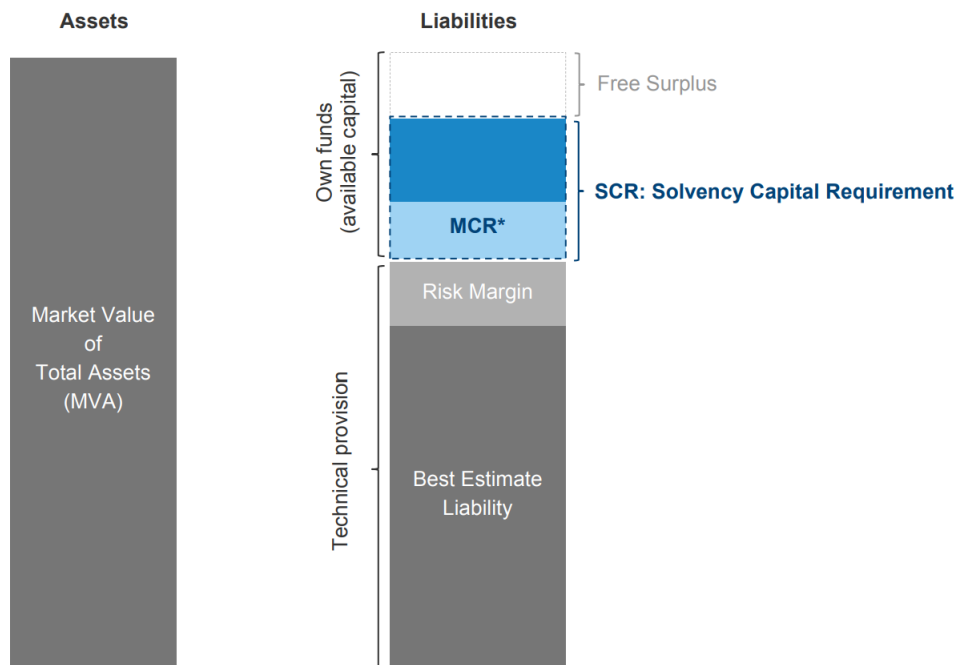 Assets
Liabilities
Market Value
of
Total Assets
(MVA)
Own funds
(available capital)
Technical provision
MCR*
Risk Margin
Best Estimate
Liability
Free Surplus
SCR: Solvency Capital Requirement